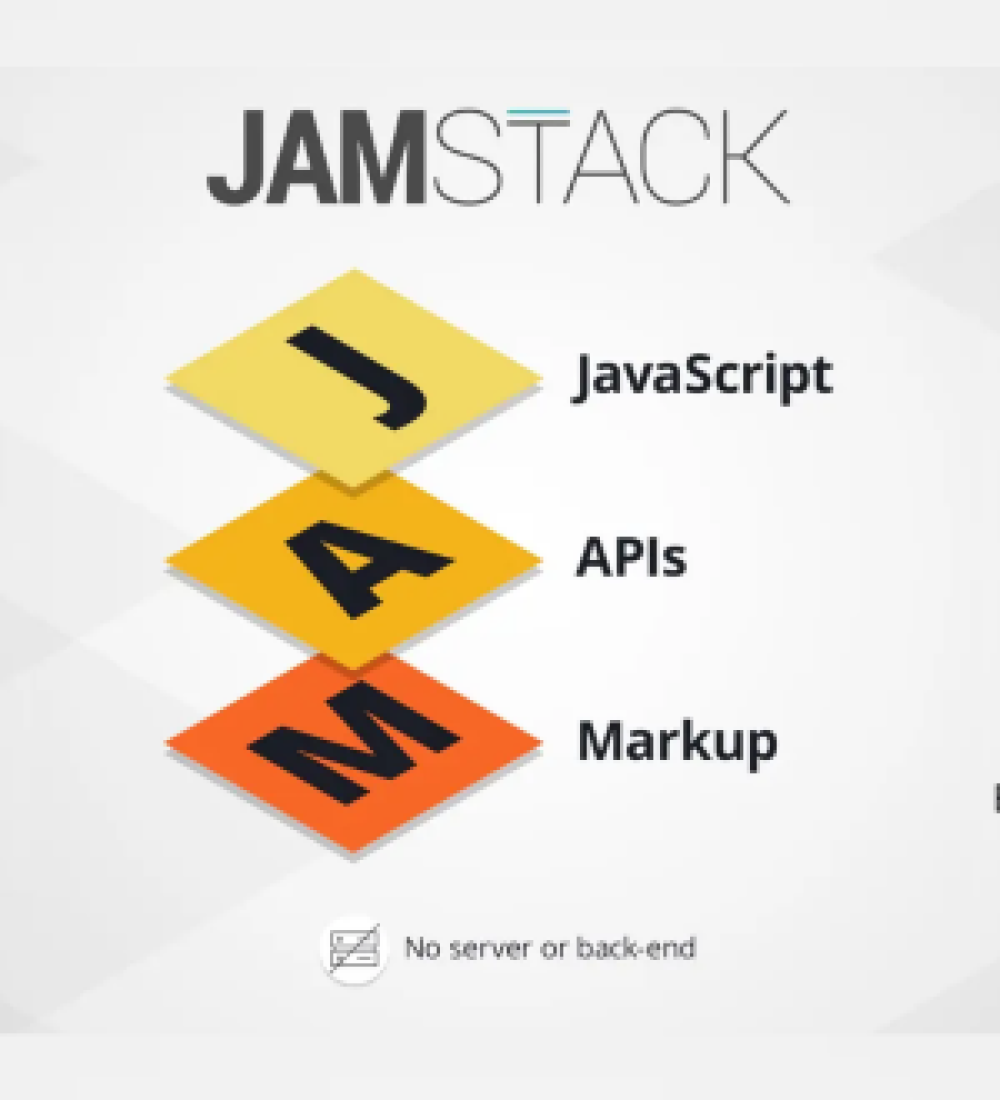 JAMSTACK
J
JavaScript
A
APIs
M
Markup
No server or back-end